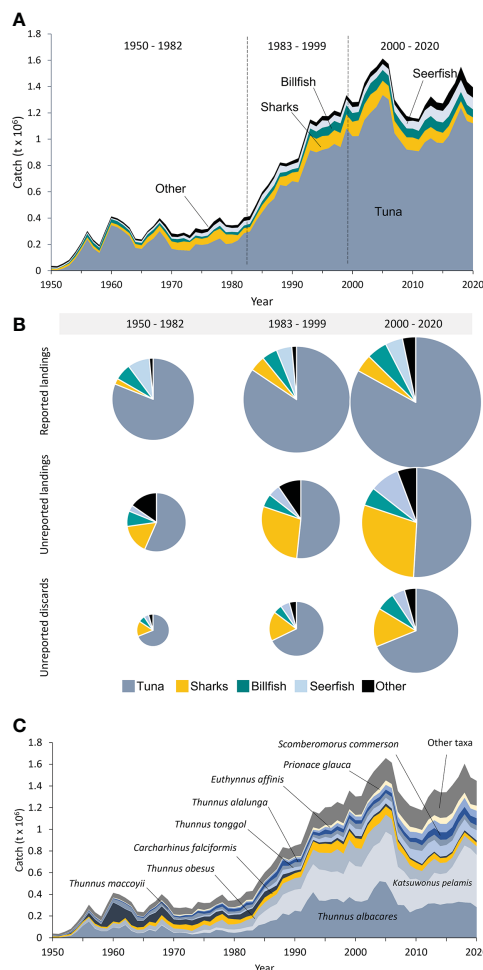 A
1950 - 1982
1983 - 1999
2000 - 2020
1.8
1.6
1.4
1.2
1
0.8
0.6
0.4
0.2
0
Catch (t x 10⁶)
Billfish
Seerfish
Sharks
Other
Tuna
1950 1960 1970 1980 1990 2000 2010 2020
Year
B
1950 - 1982 1983 - 1999 2000 - 2020
Reported landings
Unreported landings
Unreported discards
Tuna Sharks Billfish Seerfish Other
C
1.8
1.6
1.4
1.2
1
0.8
0.6
0.4
0.2
0
Catch (t x 10⁶)
Scomberomorus commerson
Other taxa
Prionace glauca
Euthynnus affinis
Thunnus alalunga
Thunnus tonggol
Carcharhinus falciformis
Thunnus obesus
Thunnus maccoyii
Katsuwonus pelamis
Thunnus albacares
1950 1960 1970 1980 1990 2000 2010 2020
Year